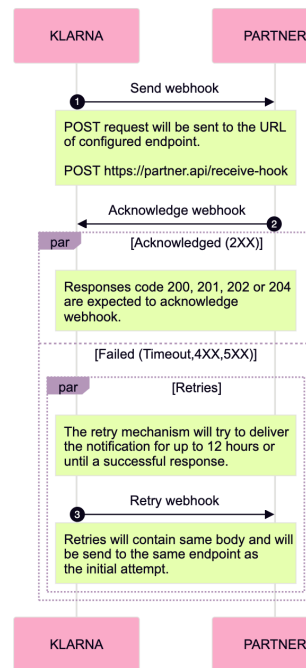 KLARNA
PARTNER
Send webhook
1
POST request will be sent to the URL
of configured endpoint.
POST https://partner.api/receive-hook
Acknowledge webhook
2
par
[Acknowledged (2XX)]
Responses code 200, 201, 202 or 204
are expected to acknowledge
webhook.
[Failed (Timeout,4XX,5XX)]
par
[Retries]
The retry mechanism will try to deliver
the notification for up to 12 hours or
until a successful response.
Retry webhook
3
Retries will contain same body and will
be send to the same endpoint as
the initial attempt.
KLARNA
PARTNER